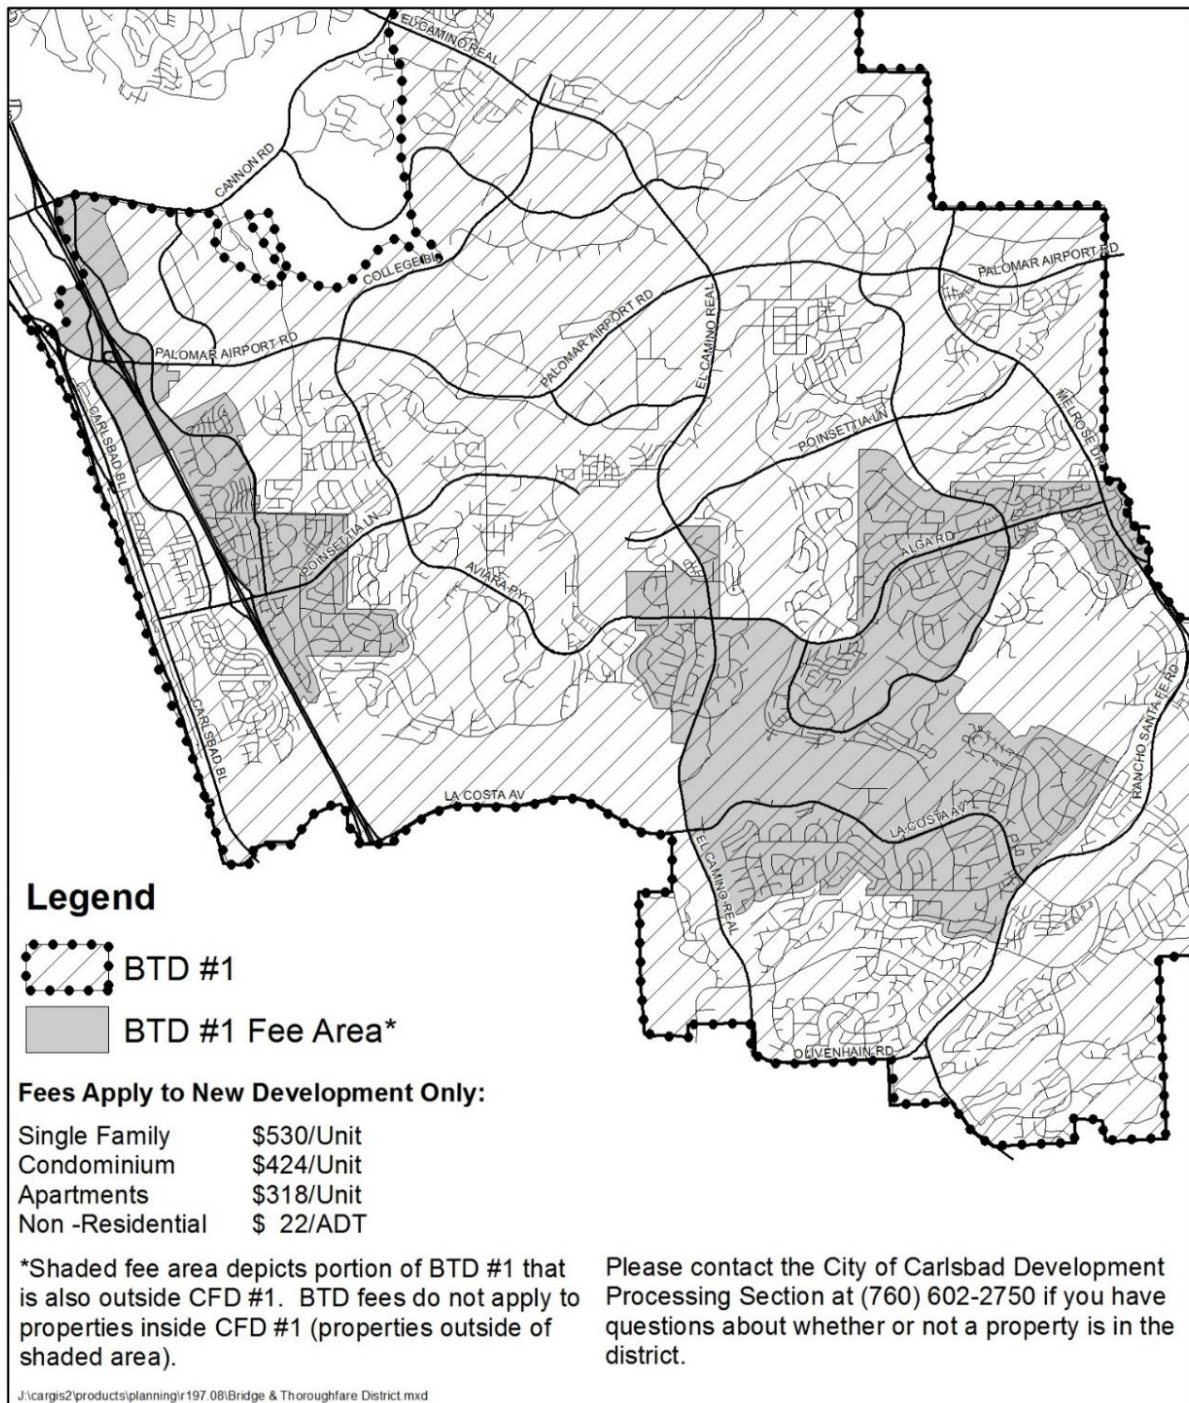 EL CAMINO REAL
CANNON RD
COLLEGE BL
PALOMAR AIRPORT RD
PALOMAR AIRPORT RD
PALOMAR AIRPORT RD
EL CAMINO REAL
MELROSE DR
POINSETTIA LN
CARLSBAD BL
POINSETTIA LN
ALGA RD
AVIARA PY
CARLSBAD BL
RANCHO SANTA FE RD
LA COSTA AV
LA COSTA AV
EL CAMINO REAL
OLIVENHAIN RD
Legend
BTD #1
BTD #1 Fee Area*
Fees Apply to New Development Only:
Single Family $530/Unit
Condominium $424/Unit
Apartments $318/Unit
Non -Residential $ 22/ADT
*Shaded fee area depicts portion of BTD #1 that
is also outside CFD #1. BTD fees do not apply to
properties inside CFD #1 (properties outside of
shaded area).
Please contact the City of Carlsbad Development
Processing Section at (760) 602-2750 if you have
questions about whether or not a property is in the
district.
J:\cargis2\products\planning\r197.08\Bridge & Thoroughfare District.mxd